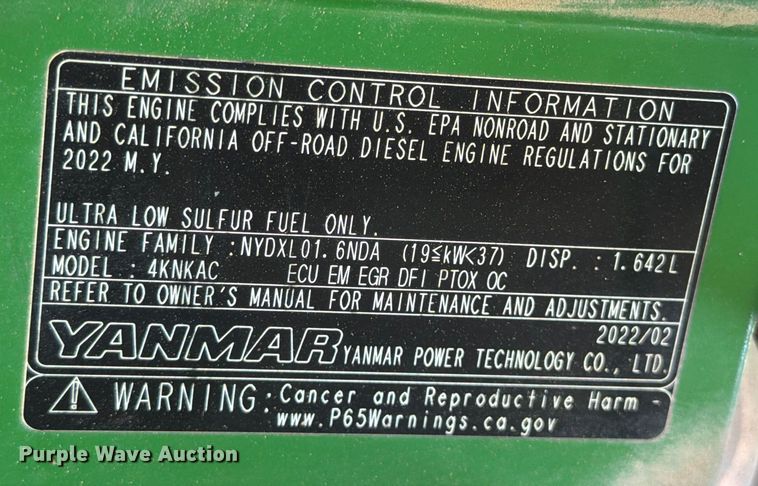 EMISSION CONTROL INFORMATION
THIS ENGINE COMPLIES WITH U.S. EPA NONROAD AND STATIONARY
AND CALIFORNIA OFF-ROAD DIESEL ENGINE REGULATIONS FOR
2022 M.Y.
ULTRA LOW SULFUR FUEL ONLY.
ENGINE FAMILY :NYDXL01.6NDA (19≦kW<37) DISP. :1.642L
MODEL : 4KNKAC ECU EM EGR DFI PTOX OC
REFER TO OWNER'S MANUAL FOR MAINTENANCE AND ADJUSTMENTS.
2022/02
YANMAR YANMAR POWER TECHNOLOGY CO., LTD.
WARNING: Cancer and Reproductive Harm -
www.P65Warnings.ca.gov
Purple Wave Auction